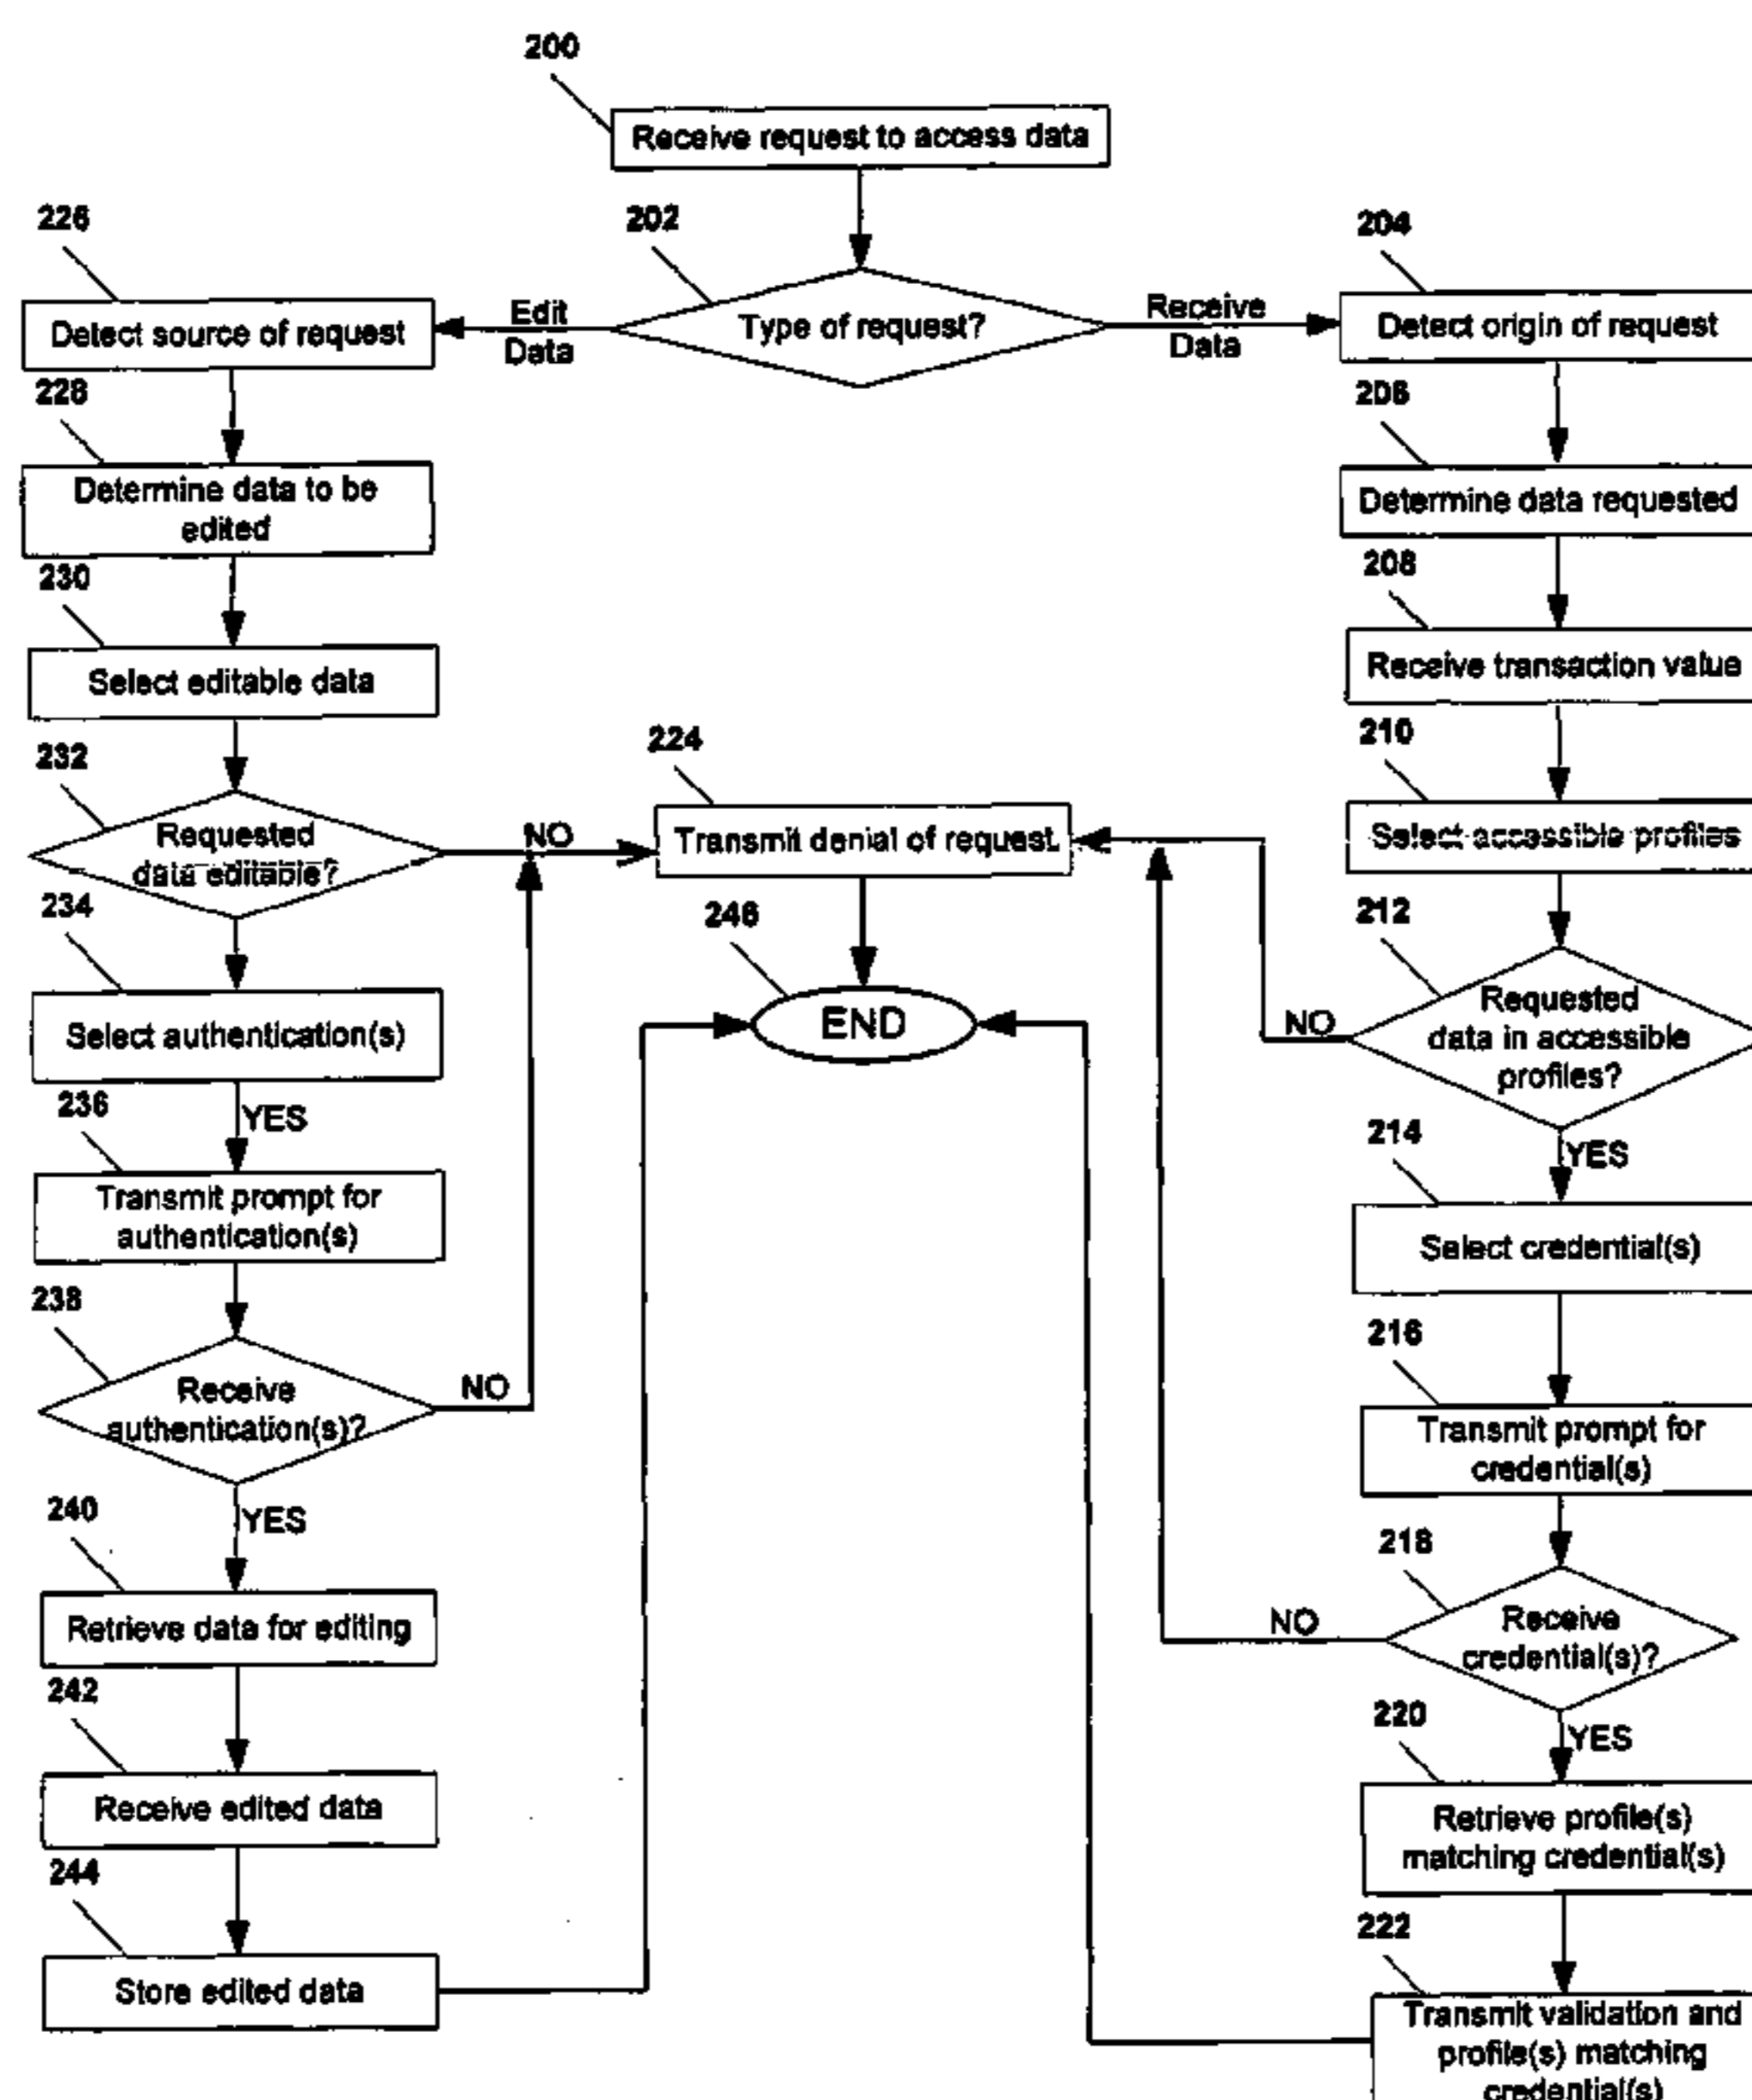 200
Receive request to access data
202
Type of request?
Edit
Data
Receive
Data
226
Detect source of request
228
Determine data to be
edited
230
Select editable data
232
Requested
data editable?
NO
234
Select authentication(s)
YES
236
Transmit prompt for
authentication(s)
238
Receive
authentication(s)?
NO
YES
240
Retrieve data for editing
242
Receive edited data
244
Store edited data
224
Transmit denial of request.
246
END
204
Detect origin of request
206
Determine data requested
208
Receive transaction value
210
Select accessible profiles
212
Requested
data in accessible
profiles?
NO
YES
214
Select credential(s)
216
Transmit prompt for
credential(s)
218
Receive
credential(s)?
NO
YES
220
Retrieve profile(s)
matching credential(s)
222
Transmit validation and
profile(s) matching
credential(s)